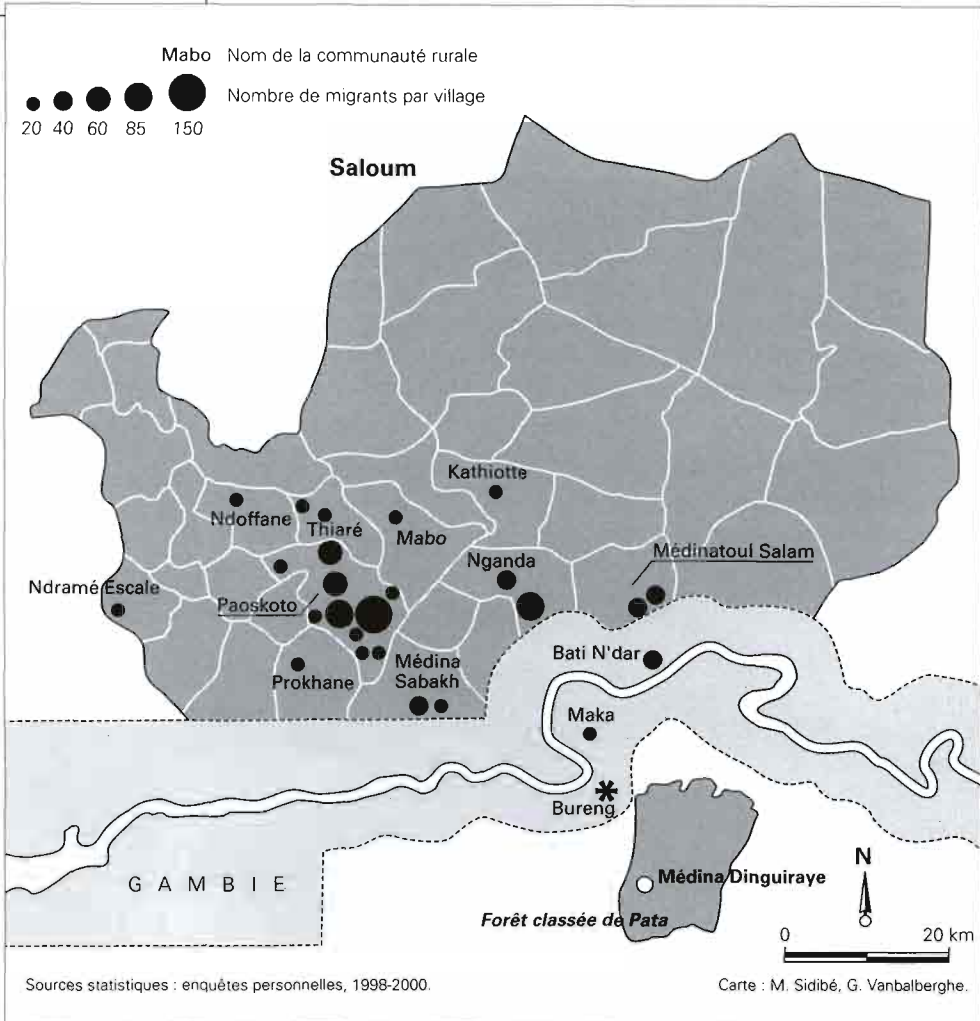 Mabo Nom de la communauté rurale
Nombre de migrants par village
20 40 60 85 150
Saloum
Kathiotte
Ndoffane
Thiaré
Mabo
Nganda
Médinatoul Salam
Ndramé Escale
Paoskoto
Prokhane
Médina
Sabakh
Bati N'dar
Maka
Bureng
GAMBIE
Médina Dinguiraye
Forêt classée de Pata
N
0 20 km
Sources statistiques : enquêtes personnelles, 1998-2000.
Carte : M. Sidibé, G. Vanbalberghe.